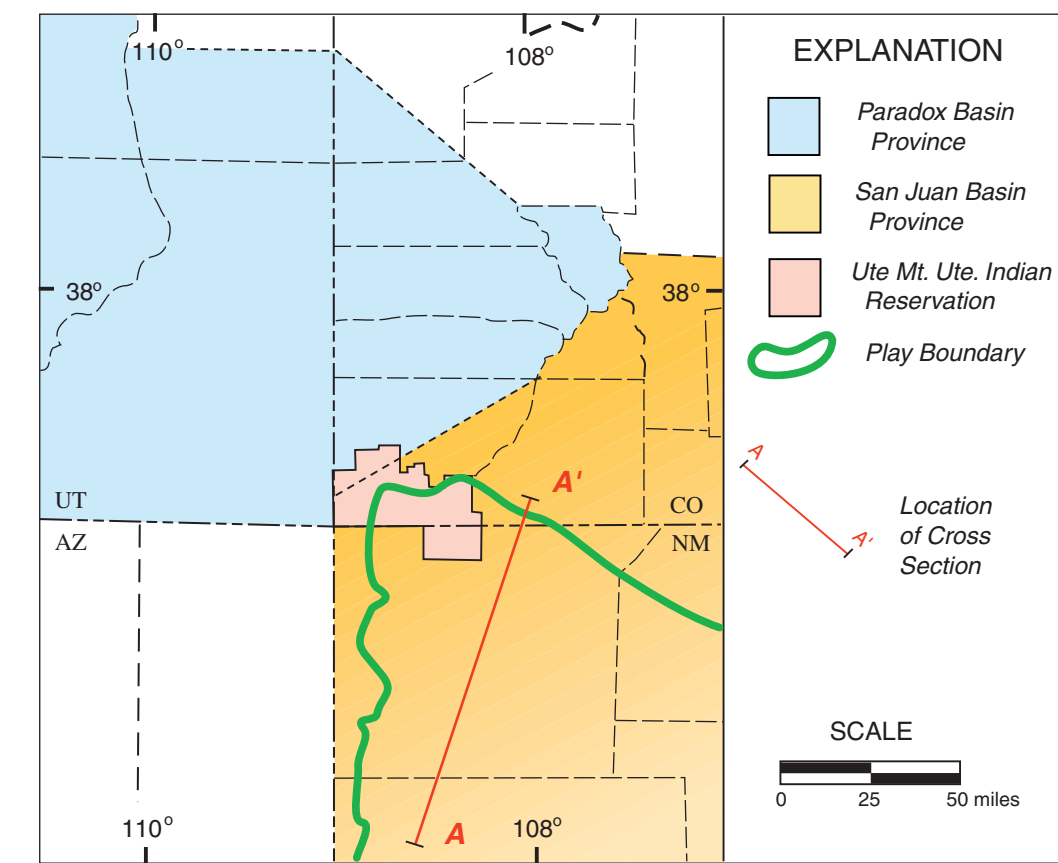 110°
108°
38°
38°
UT
AZ
CO
NM
A'
A
110°
108°
EXPLANATION
Paradox Basin
Province
San Juan Basin
Province
Ute Mt. Ute. Indian
Reservation
Play Boundary
A
A'
Location
of Cross
Section
SCALE
0 25 50 miles